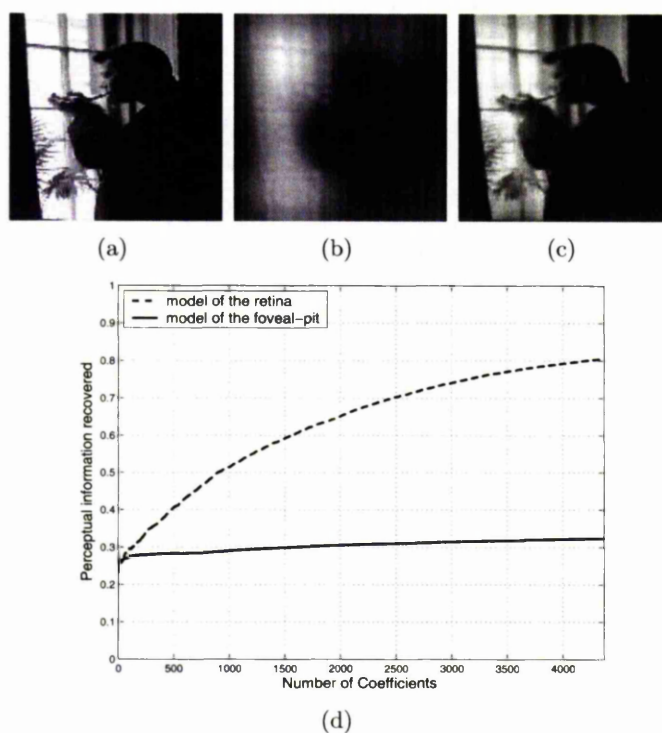 (a) (b) (c)
1
0.9
0.8
0.7
0.6
0.5
0.4
0.3
0.2
0.1
0
Perceptual information recovered
model of the retina
model of the foveal-pit
0 500 1000 1500 2000 2500 3000 3500 4000
Number of Coefficients
(d)